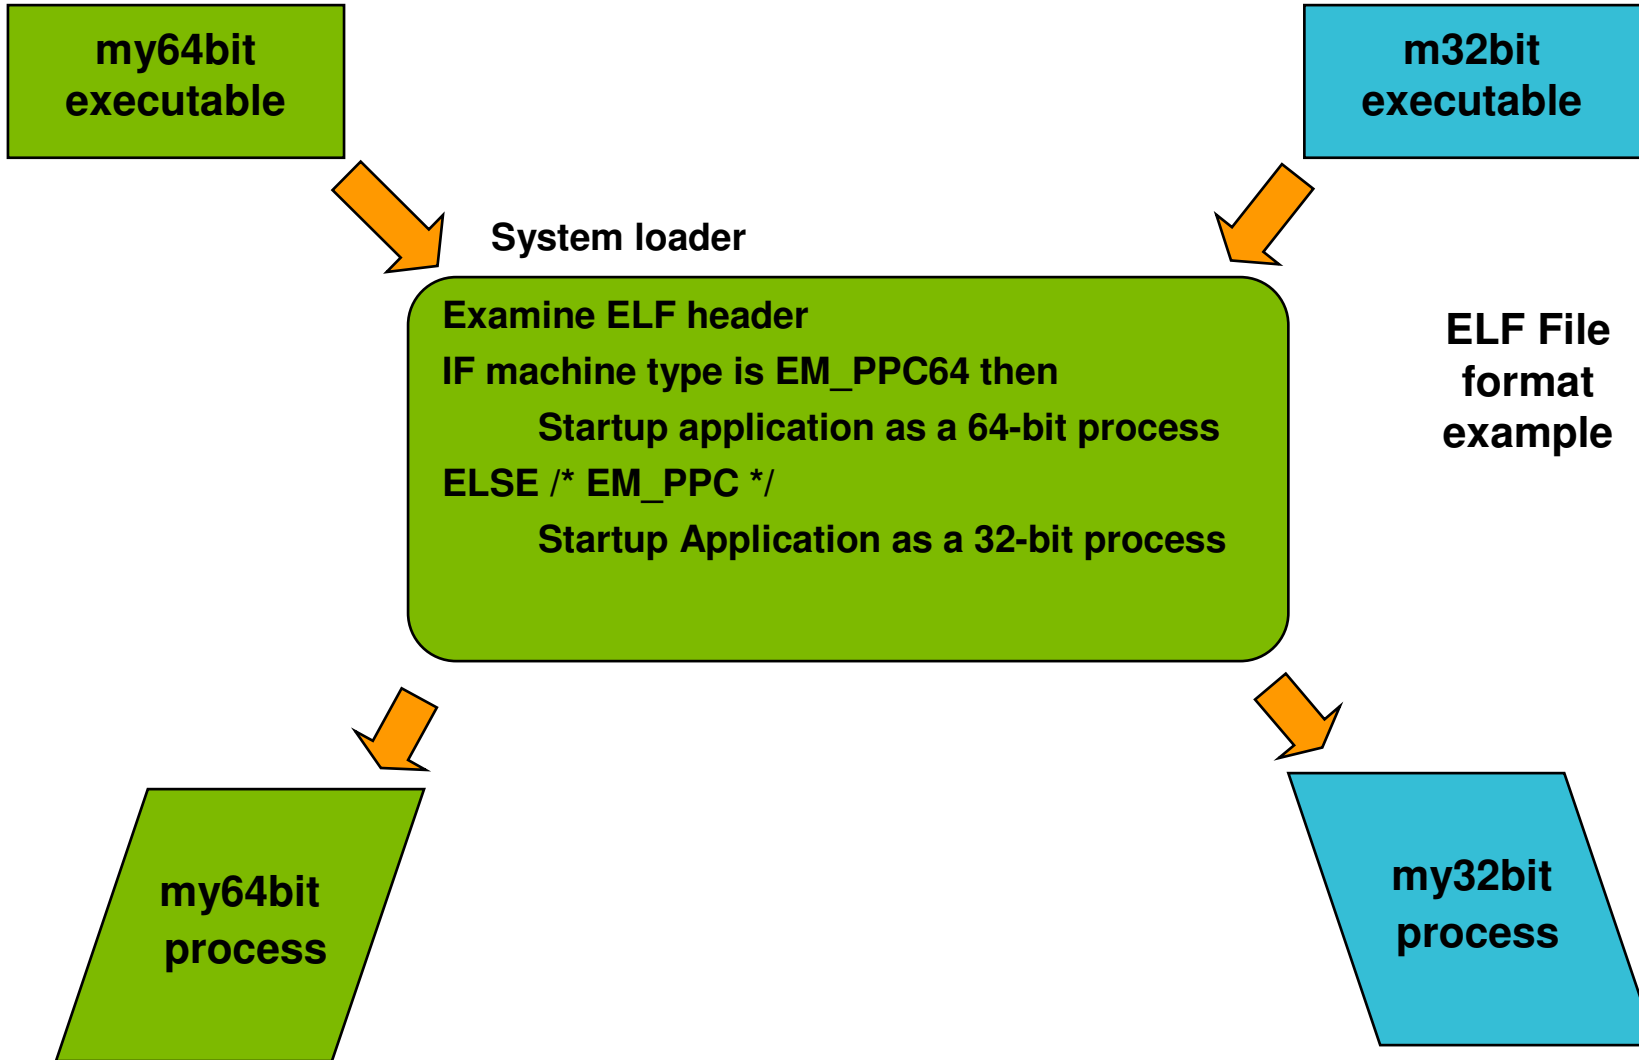 my64bit
executable
m32bit
executable
System loader
Examine ELF header
IF machine type is EM_PPC64 then
Startup application as a 64-bit process
ELSE /* EM_PPC */
Startup Application as a 32-bit process
ELF File
format
example
my64bit
process
my32bit
process